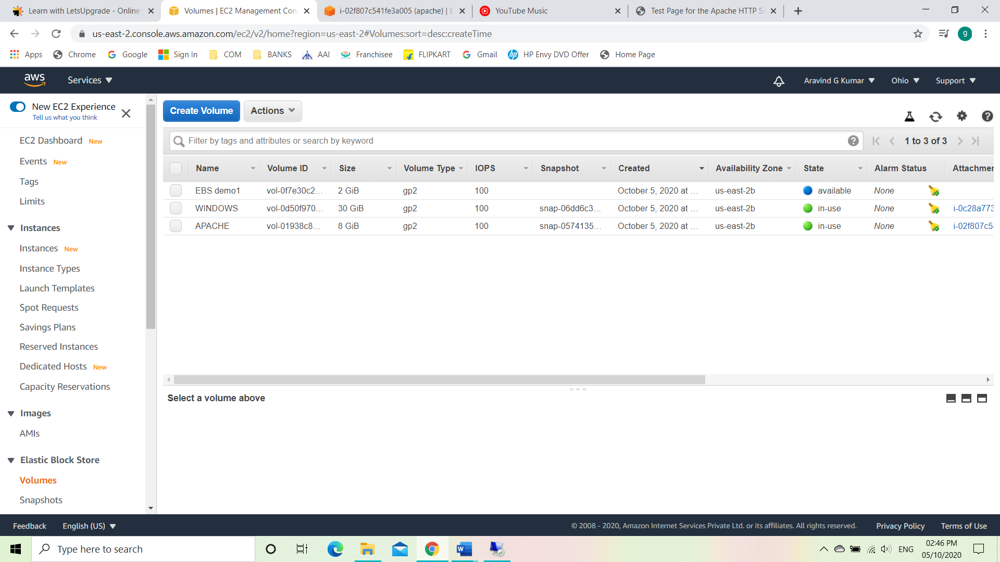 Learn with LetsUpgrade - Online
Volumes | EC2 Management Con
i-02f807c541fe3a005 (apache) | E
YouTube Music
Test Page for the Apache HTTP Se
us-east-2.console.aws.amazon.com/ec2/v2/home?region=us-east-2#Volumes:sort=desc:createTime
g
Apps Chrome Google Sign In COM BANKS AAI Franchisee FLIPKART Gmail HP Envy DVD Offer Home Page
aws Services Aravind G Kumar Ohio Support
New EC2 Experience
Tell us what you think
EC2 Dashboard New
Events New
Tags
Limits
Instances
Instances New
Instance Types
Launch Templates
Spot Requests
Savings Plans
Reserved Instances
Dedicated Hosts New
Capacity Reservations
Images
AMIs
Elastic Block Store
Volumes
Snapshots
Create Volume Actions
Filter by tags and attributes or search by keyword
1 to 3 of 3
Name Volume ID Size Volume Type IOPS Snapshot Created Availability Zone State Alarm Status Attachmen
EBS demo1 vol-0f7e30c2... 2 GiB gp2 100 October 5, 2020 at ... us-east-2b available None
WINDOWS vol-0d50f970... 30 GiB gp2 100 snap-06dd6c3... October 5, 2020 at ... us-east-2b in-use None i-0c28a773
APACHE vol-01938c8... 8 GiB gp2 100 snap-0574135... October 5, 2020 at ... us-east-2b in-use None i-02f807c5
Select a volume above
Feedback English (US) © 2008 - 2020, Amazon Internet Services Private Ltd. or its affiliates. All rights reserved. Privacy Policy Terms of Use
Type here to search
ENG
02:46 PM
05/10/2020